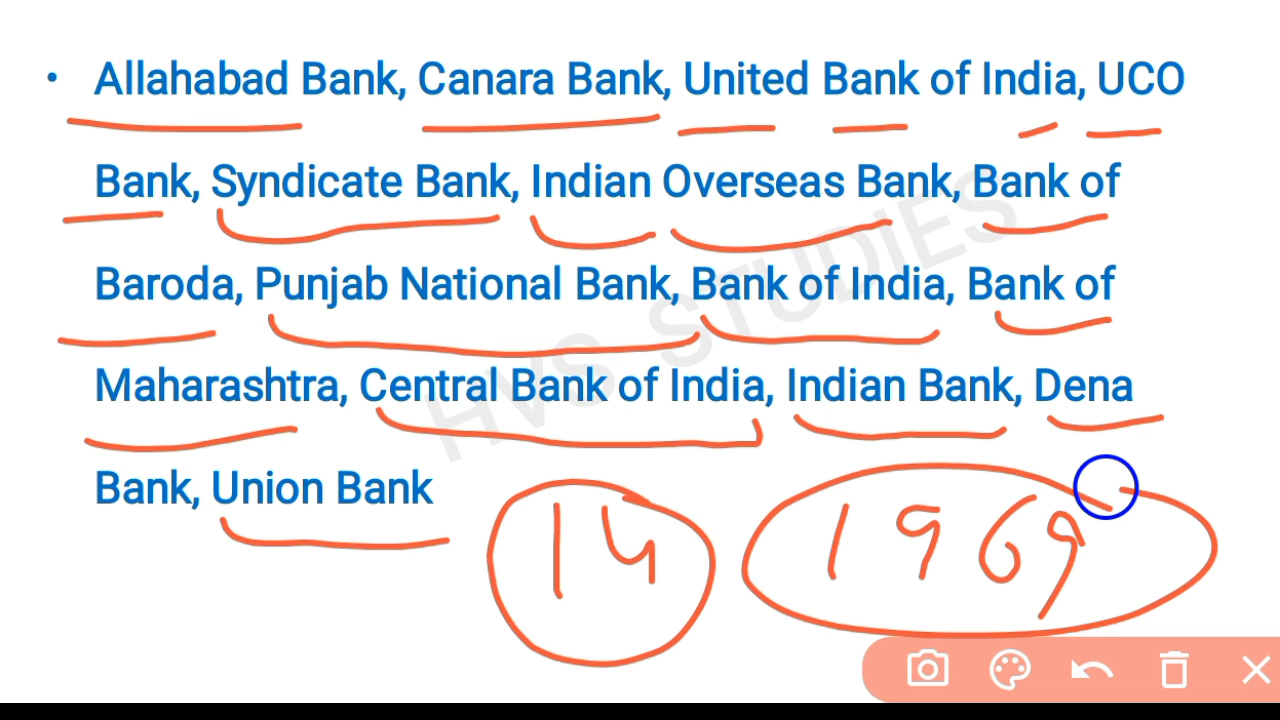 • Allahabad Bank, Canara Bank, United Bank of India, UCO
Bank, Syndicate Bank, Indian Overseas Bank, Bank of
Baroda, Punjab National Bank, Bank of India, Bank of
Maharashtra, Central Bank of India, Indian Bank, Dena
Bank, Union Bank
14 1969
HVS STUDiES